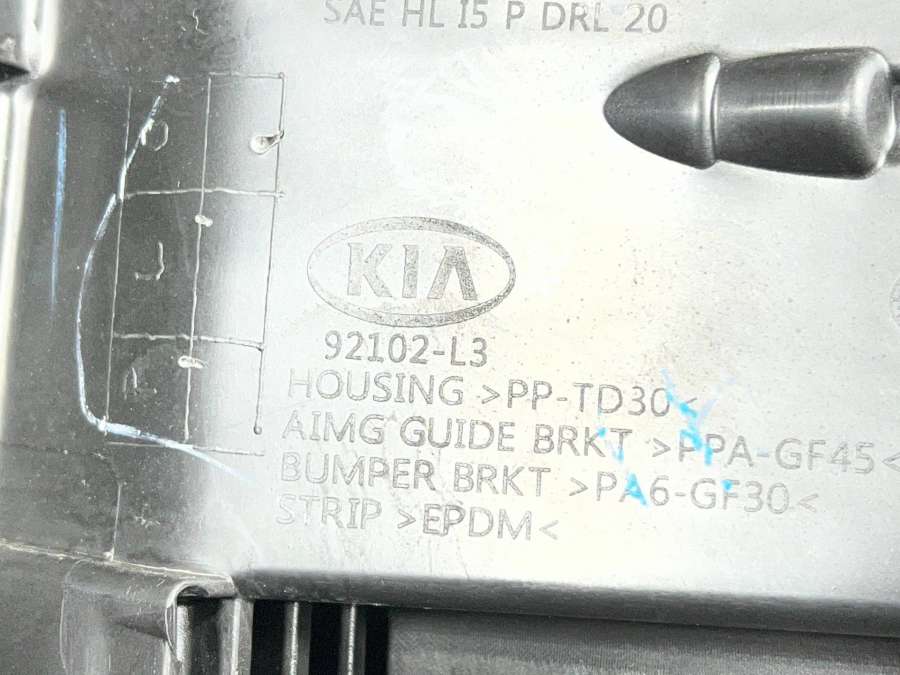 SAE HL I5 P DRL 20
KIA
92102-L3
HOUSING >PP-TD30<
AIMG GUIDE BRKT >PPA-GF45<
BUMPER BRKT >PA6-GF30<
STRIP >EPDM<